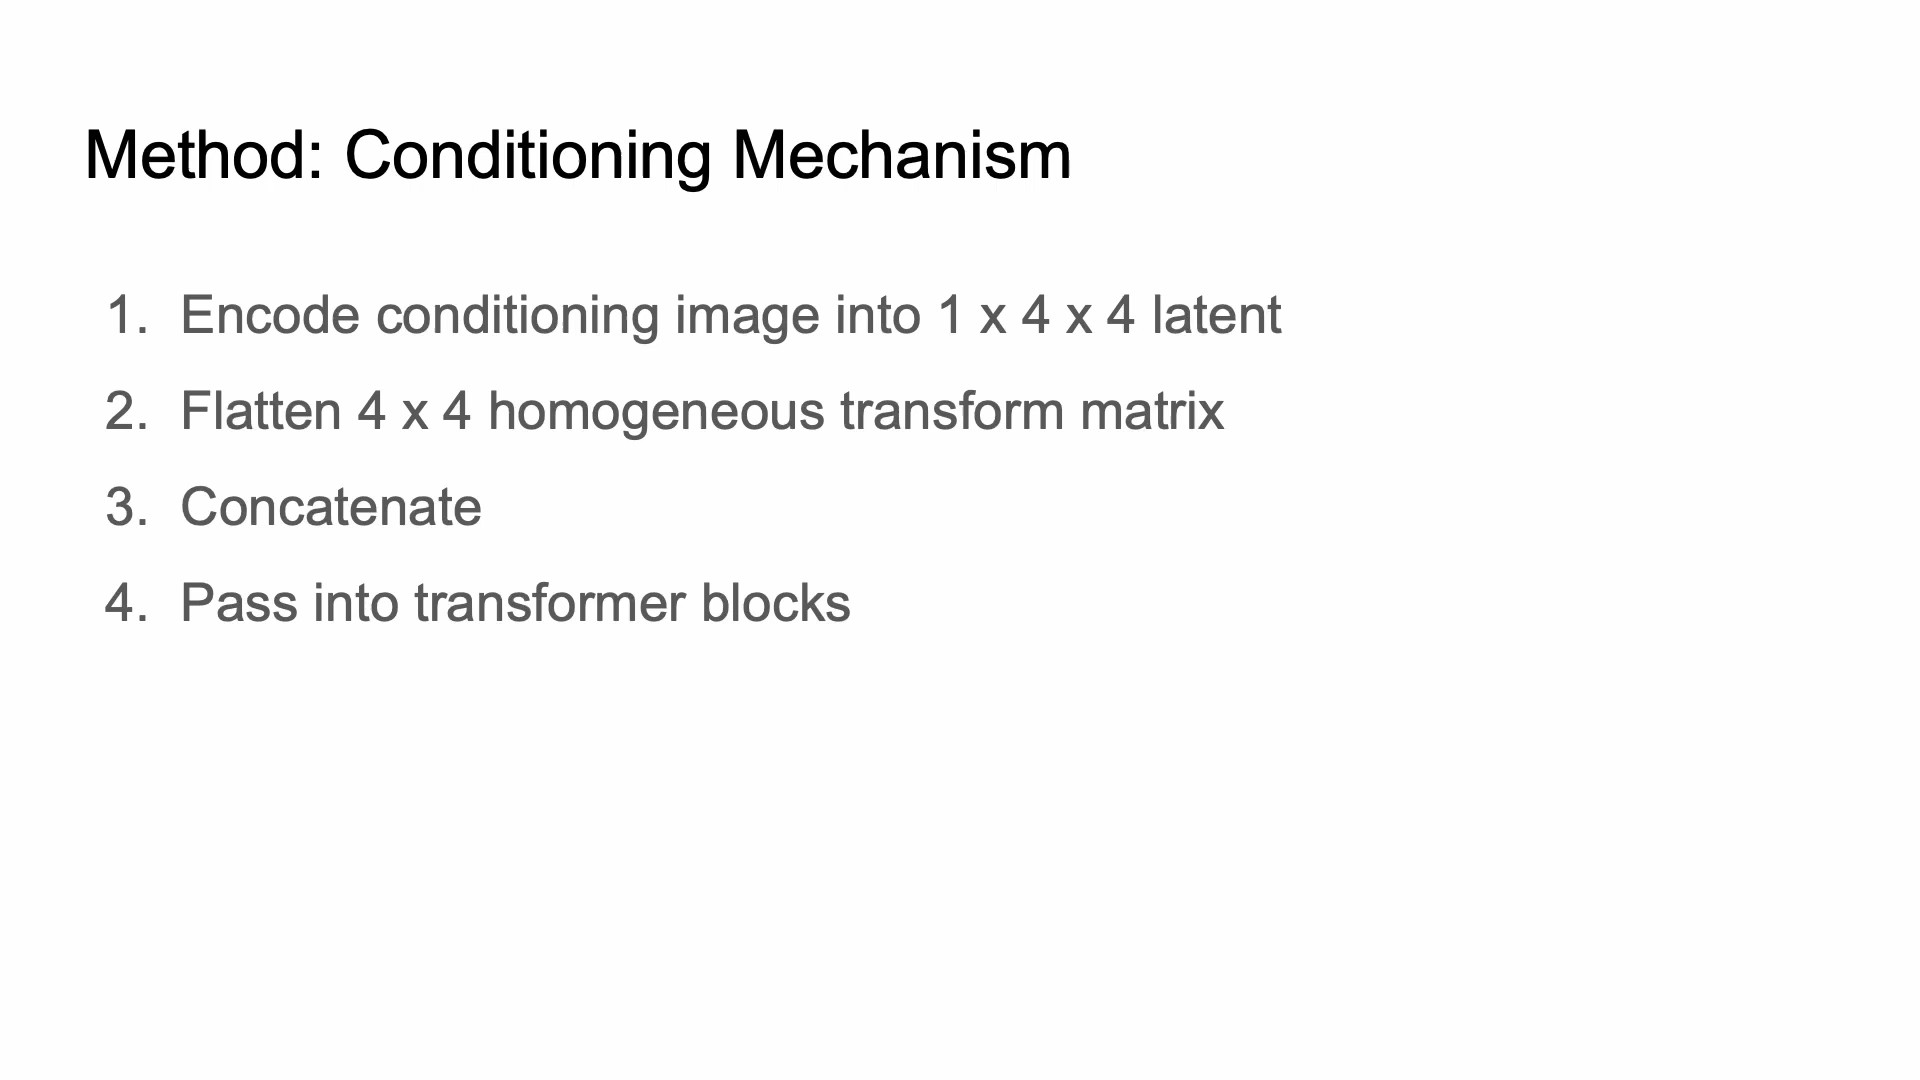 Method: Conditioning Mechanism
1. Encode conditioning image into 1 x 4 x 4 latent
2. Flatten 4 x 4 homogeneous transform matrix
3. Concatenate
4. Pass into transformer blocks